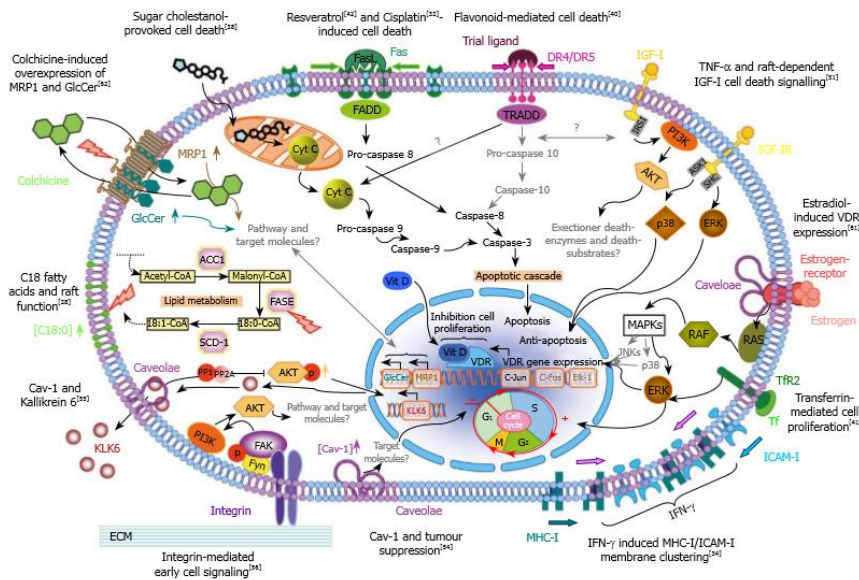 Sugar cholestanol-
provoked cell death[38]
Resveratrol[42] and Cisplatin[32]-
induced cell death
Flavonoid-mediated cell death[40]
Colchicine-induced
overexpression of
MRP1 and GlcCer[62]
FasL
Fas
FADD
Trial ligand
DR4/DR5
TRADD
IGF-I
TNF-α and raft-dependent
IGF-I cell death signalling[31]
IRS1
PI3K
IGF-IR
ASK1
SHC
AKT
p38
ERK
?
?
Cyt C
Cyt C
Pro-caspase 8
Pro-caspase 10
Caspase-10
Caspase-8
Pro-caspase 9
Caspase-9
Caspase-3
Apoptotic cascade
Apoptosis
Anti-apoptosis
Exectioner death-
enzymes and death-
substrates?
MRP1
Colchicine
GlcCer
Pathway and
target molecules?
Estradiol-
induced VDR
expression[61]
Estrogen-
receptor
Estrogen
Caveloae
C18 fatty
acids and raft
function[28]
[C18:0]
ACC1
Acetyl-CoA
Malonyl-CoA
Lipid metabolism
FASE
18:1-CoA
18:0-CoA
SCD-1
Vit D
Inhibition cell
proliferation
Vit D
VDR
VDR gene expression
GlcCer
MRP1
C-Jun
C-Fos
Elk-1
KLK6
G1
S
Cell
cycle
M
G2
+
MAPKs
JNKs
p38
ERK
RAF
RAS
TfR2
Tf
Transferrin-
mediated cell
proliferation[41]
Cav-1 and
Kallikrein 6[55]
Caveolae
PP1
PP2A
AKT
p
KLK6
AKT
PI3K
p
FAK
Fyn
Pathway and target
molecules?
[Cav-1]
Target
molecules?
Integrin
Caveolae
MHC-I
ICAM-I
IFN-γ
ECM
Integrin-mediated
early cell signaling[56]
Cav-1 and tumour
suppression[54]
IFN-γ induced MHC-I/ICAM-I
membrane clustering[34]